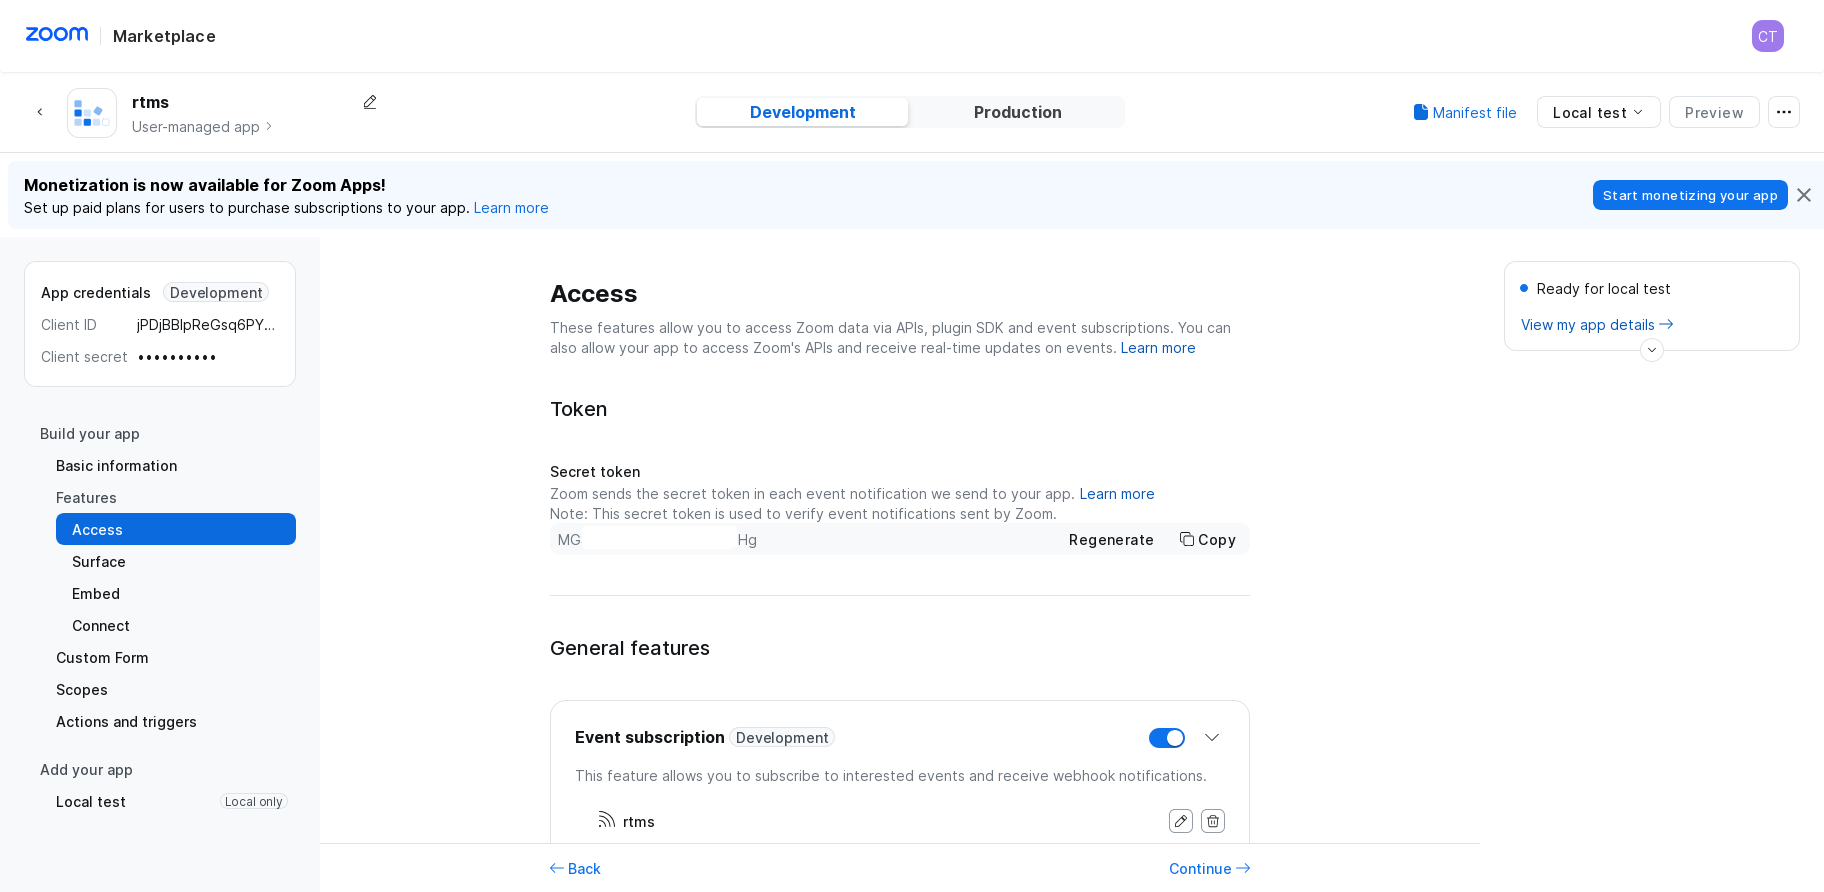 zoom Marketplace
CT
rtms
User-managed app
Development
Production
Manifest file
Local test
Preview
Monetization is now available for Zoom Apps!
Set up paid plans for users to purchase subscriptions to your app. Learn more
Start monetizing your app
App credentials Development
Client ID jPDjBBlpReGsq6PY...
Client secret ••••••••••
Build your app
Basic information
Features
Access
Surface
Embed
Connect
Custom Form
Scopes
Actions and triggers
Add your app
Local test Local only
Access
These features allow you to access Zoom data via APIs, plugin SDK and event subscriptions. You can
also allow your app to access Zoom's APIs and receive real-time updates on events. Learn more
Token
Secret token
Zoom sends the secret token in each event notification we send to your app. Learn more
Note: This secret token is used to verify event notifications sent by Zoom.
MG Hg Regenerate Copy
General features
Event subscription Development
This feature allows you to subscribe to interested events and receive webhook notifications.
rtms
Back
Continue
Ready for local test
View my app details